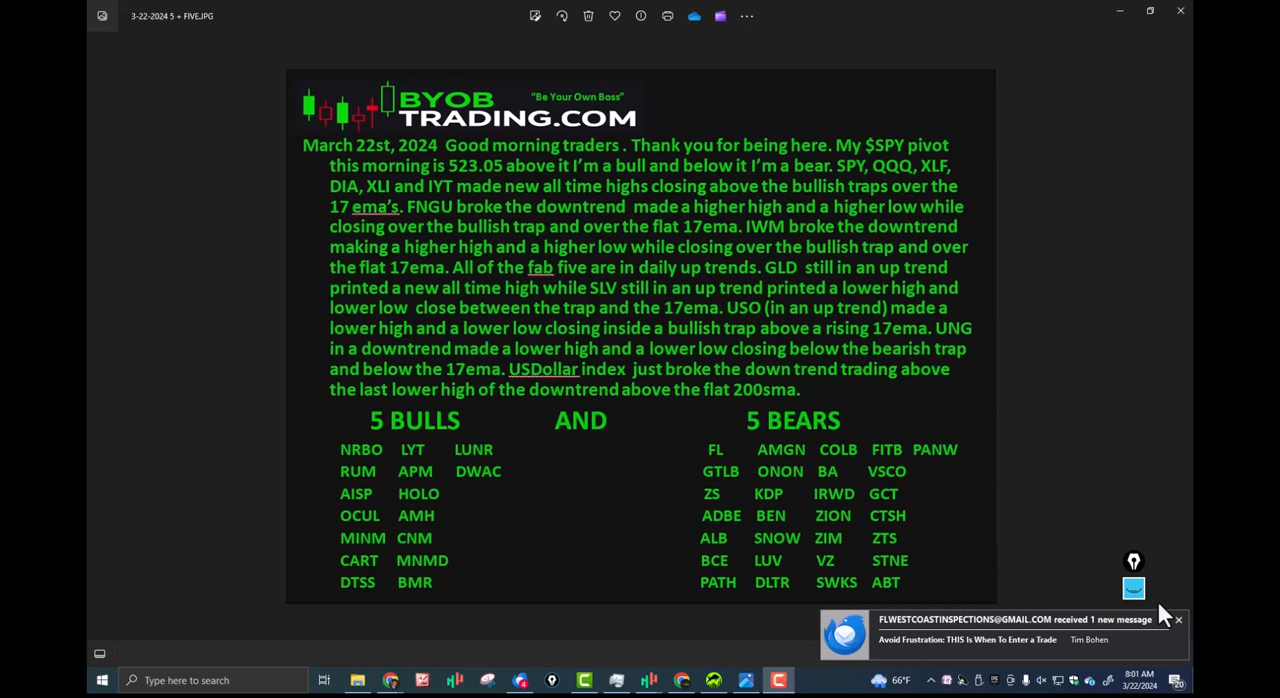 3-22-2024 5 + FIVE.JPG
BYOB "Be Your Own Boss"
TRADING.COM
March 22st, 2024 Good morning traders . Thank you for being here. My $SPY pivot
this morning is 523.05 above it I'm a bull and below it I'm a bear. SPY, QQQ, XLF,
DIA, XLI and IYT made new all time highs closing above the bullish traps over the
17 ema's. FNGU broke the downtrend made a higher high and a higher low while
closing over the bullish trap and over the flat 17ema. IWM broke the downtrend
making a higher high and a higher low while closing over the bullish trap and over
the flat 17ema. All of the fab five are in daily up trends. GLD still in an up trend
printed a new all time high while SLV still in an up trend printed a lower high and
lower low close between the trap and the 17ema. USO (in an up trend) made a
lower high and a lower low closing inside a bullish trap above a rising 17ema. UNG
in a downtrend made a lower high and a lower low closing below the bearish trap
and below the 17ema. USDollar index just broke the down trend trading above
the last lower high of the downtrend above the flat 200sma.
5 BULLS AND 5 BEARS
NRBO LYT LUNR FL AMGN COLB FITB PANW
RUM APM DWAC GTLB ONON BA VSCO
AISP HOLO ZS KDP IRWD GCT
OCUL AMH ADBE BEN ZION CTSH
MINM CNM ALB SNOW ZIM ZTS
CART MNMD BCE LUV VZ STNE
DTSS BMR PATH DLTR SWKS ABT
FLWESTCOASTINSPECTIONS@GMAIL.COM received 1 new message
Avoid Frustration: THIS Is When To Enter a Trade Tim Bohen
Type here to search
66°F
8:01 AM
3/22/2024
20
4